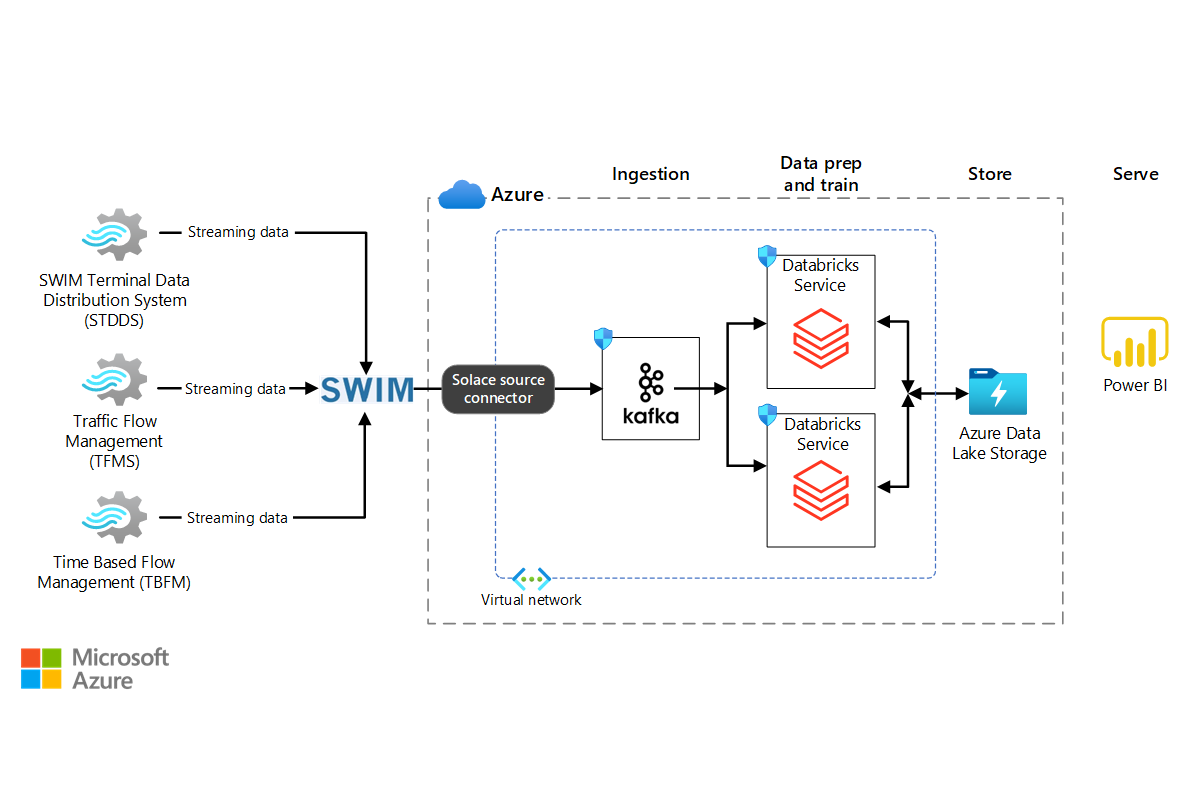 Ingestion
Data prep
and train
Store
Serve
Azure
Streaming data
SWIM Terminal Data
Distribution System
(STDDS)
Streaming data
Traffic Flow
Management
(TFMS)
Streaming data
Time Based Flow
Management (TBFM)
SWIM
Solace source
connector
kafka
Databricks
Service
Databricks
Service
Azure Data
Lake Storage
Power BI
Virtual network
Microsoft
Azure